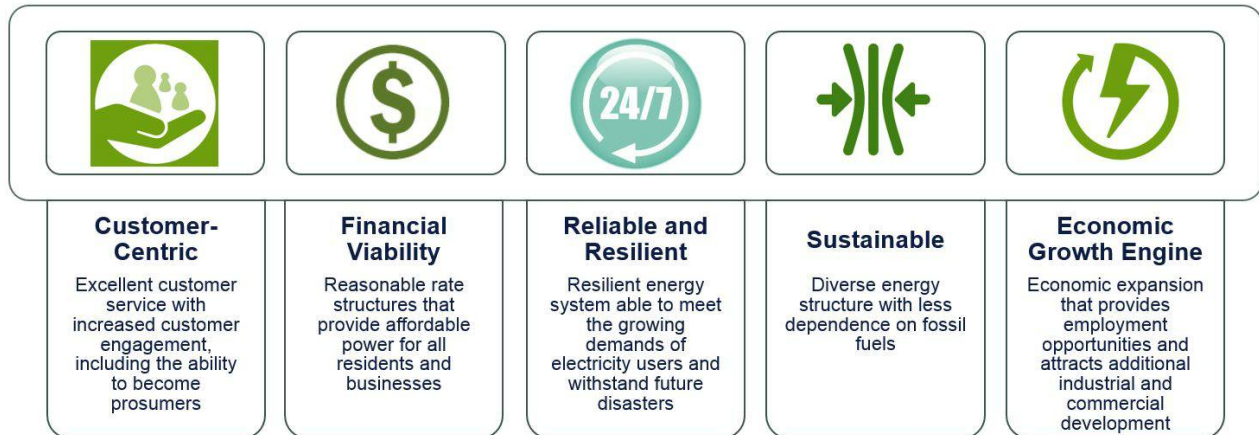 $
24/7
Customer-
Centric
Excellent customer
service with
increased customer
engagement,
including the ability
to become
prosumers
Financial
Viability
Reasonable rate
structures that
provide affordable
power for all
residents and
businesses
Reliable and
Resilient
Resilient energy
system able to meet
the growing
demands of
electricity users and
withstand future
disasters
Sustainable
Diverse energy
structure with less
dependence on fossil
fuels
Economic
Growth Engine
Economic expansion
that provides
employment
opportunities and
attracts additional
industrial and
commercial
development